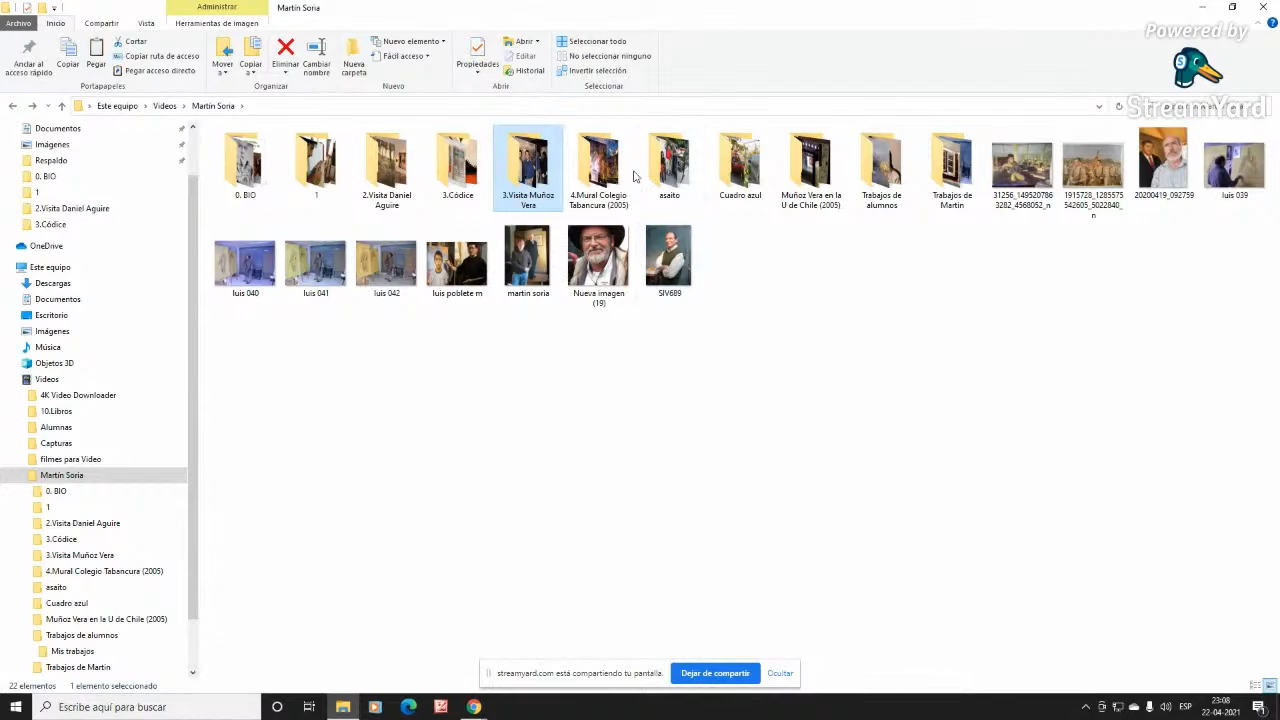 Administrar
Martín Soria
Archivo
Inicio
Compartir
Vista
Herramientas de imagen
Anclar al
acceso rápido
Copiar
Pegar
Cortar
Copiar ruta de acceso
Pegar acceso directo
Portapapeles
Mover
a
Copiar
a
Eliminar
Cambiar
nombre
Organizar
Nueva
carpeta
Nuevo elemento
Fácil acceso
Nuevo
Propiedades
Abrir
Editar
Historial
Abrir
Seleccionar todo
No seleccionar ninguno
Invertir selección
Seleccionar
Powered by
StreamYard
Este equipo
Videos
Martín Soria
Documentos
Imágenes
Respaldo
0. BIO
1
2.Visita Daniel Aguire
3.Códice
OneDrive
Este equipo
Descargas
Documentos
Escritorio
Imágenes
Música
Objetos 3D
Videos
4K Video Downloader
10.Libros
Alumnas
Capturas
filmes para Video
Martín Soria
0. BIO
1
2.Visita Daniel Aguire
3.Códice
3.Visita Muñoz Vera
4.Mural Colegio Tabancura (2005)
asaito
Cuadro azul
Muñoz Vera en la U de Chile (2005)
Trabajos de alumnos
Mis trabajos
Trabajos de Martin
0. BIO
1
2.Visita Daniel
Aguire
3.Códice
3.Visita Muñoz
Vera
4.Mural Colegio
Tabancura (2005)
asaito
Cuadro azul
Muñoz Vera en la
U de Chile (2005)
Trabajos de
alumnos
Trabajos de
Martin
31256_149520786
3282_4568052_n
1915728_1285575
542605_5022840_
n
20200419_092759
luis 039
luis 040
luis 041
luis 042
luis poblete m
martin soria
Nueva imagen
(19)
SIV689
streamyard.com está compartiendo tu pantalla.
Dejar de compartir
Ocultar
22 elementos
1 elemento seleccionado
Escribe aquí para buscar
ESP
23:08
22-04-2021